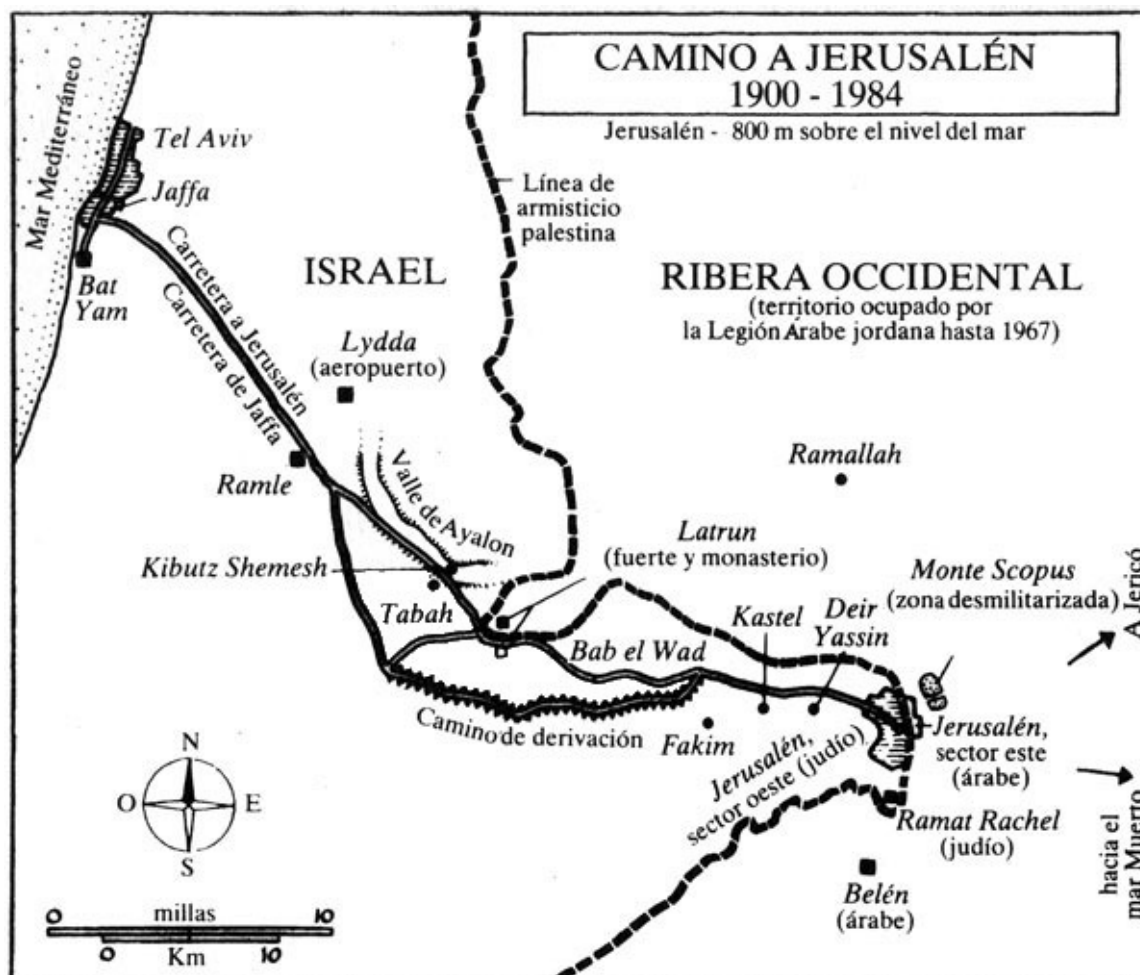 CAMINO A JERUSALÉN
1900 - 1984
Jerusalén - 800 m sobre el nivel del mar
Mar Mediterráneo
Tel Aviv
Jaffa
Bat
Yam
Carretera a Jerusalén
Carretera de Jaffa
ISRAEL
Línea de
armisticio
palestina
RIBERA OCCIDENTAL
(territorio ocupado por
la Legión Árabe jordana hasta 1967)
Lydda
(aeropuerto)
Ramle
Valle de Ayalon
Ramallah
Kibutz Shemesh
Tabah
Latrun
(fuerte y monasterio)
Monte Scopus
(zona desmilitarizada)
A Jericó
Kastel
Deir
Yassin
Bab el Wad
Camino de derivación
Fakim
Jerusalén,
sector oeste (judío)
Jerusalén,
sector este
(árabe)
Ramat Rachel
(judío)
hacia el
mar Muerto
Belén
(árabe)
N
O
E
S
0 millas 10
0 Km 10